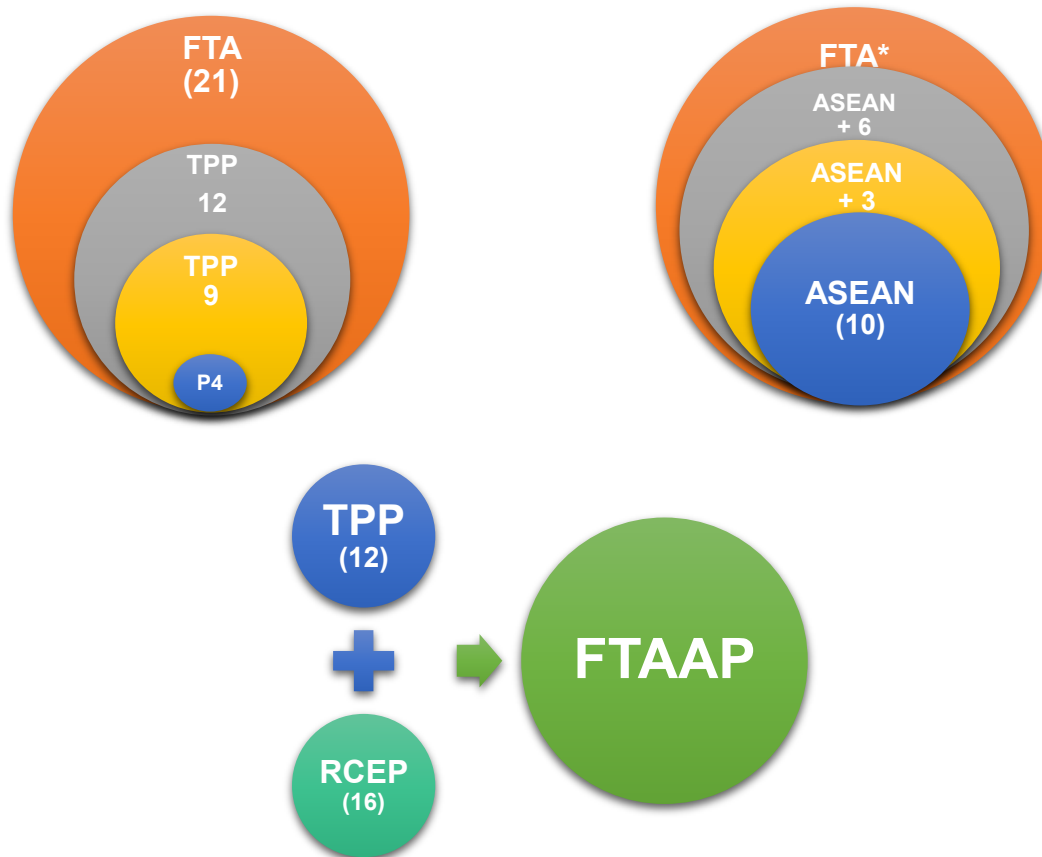 FTA
(21)
TPP
12
TPP
9
P4
FTA*
ASEAN
+ 6
ASEAN
+ 3
ASEAN
(10)
TPP
(12)
RCEP
(16)
FTAAP